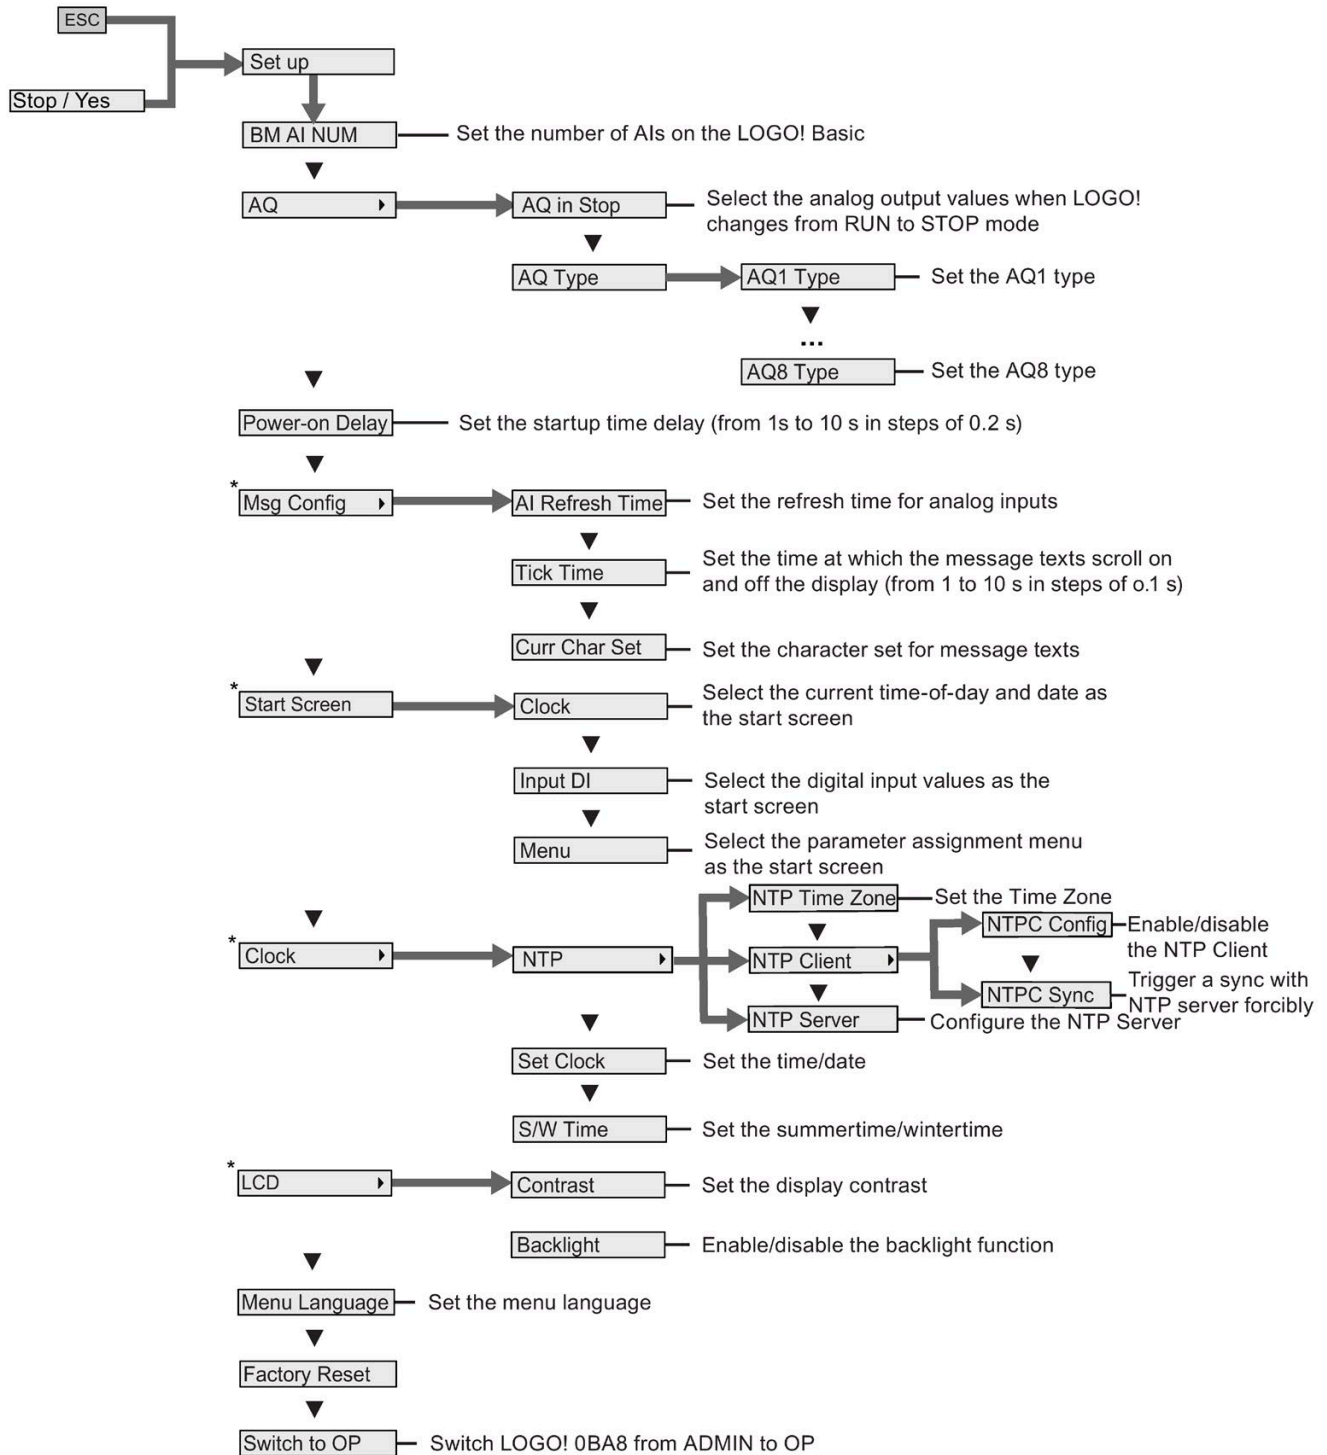 ESC
Set up
Stop / Yes
BM AI NUM
Set the number of AIs on the LOGO! Basic
AQ
AQ in Stop
Select the analog output values when LOGO!
changes from RUN to STOP mode
AQ Type
AQ1 Type
Set the AQ1 type
...
AQ8 Type
Set the AQ8 type
Power-on Delay
Set the startup time delay (from 1s to 10 s in steps of 0.2 s)
*
Msg Config
AI Refresh Time
Set the refresh time for analog inputs
Tick Time
Set the time at which the message texts scroll on
and off the display (from 1 to 10 s in steps of o.1 s)
Curr Char Set
Set the character set for message texts
*
Start Screen
Clock
Select the current time-of-day and date as
the start screen
Input DI
Select the digital input values as the
start screen
Menu
Select the parameter assignment menu
as the start screen
*
Clock
NTP
NTP Time Zone
Set the Time Zone
NTP Client
NTPC Config
Enable/disable
the NTP Client
NTPC Sync
Trigger a sync with
NTP server forcibly
NTP Server
Configure the NTP Server
Set Clock
Set the time/date
S/W Time
Set the summertime/wintertime
*
LCD
Contrast
Set the display contrast
Backlight
Enable/disable the backlight function
Menu Language
Set the menu language
Factory Reset
Switch to OP
Switch LOGO! 0BA8 from ADMIN to OP